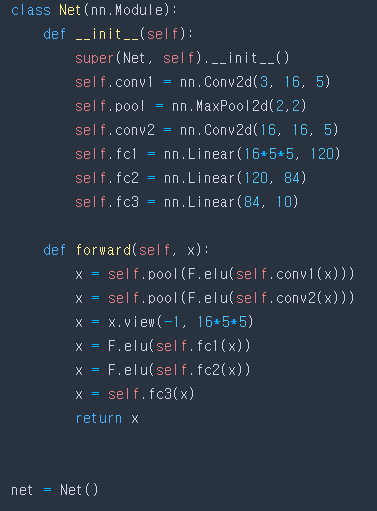 class Net(nn.Module):
    def __init__(self):
        super(Net, self).__init__()
        self.conv1 = nn.Conv2d(3, 16, 5)
        self.pool = nn.MaxPool2d(2,2)
        self.conv2 = nn.Conv2d(16, 16, 5)
        self.fc1 = nn.Linear(16*5*5, 120)
        self.fc2 = nn.Linear(120, 84)
        self.fc3 = nn.Linear(84, 10)

    def forward(self, x):
        x = self.pool(F.elu(self.conv1(x)))
        x = self.pool(F.elu(self.conv2(x)))
        x = x.view(-1, 16*5*5)
        x = F.elu(self.fc1(x))
        x = F.elu(self.fc2(x))
        x = self.fc3(x)
        return x

net = Net()